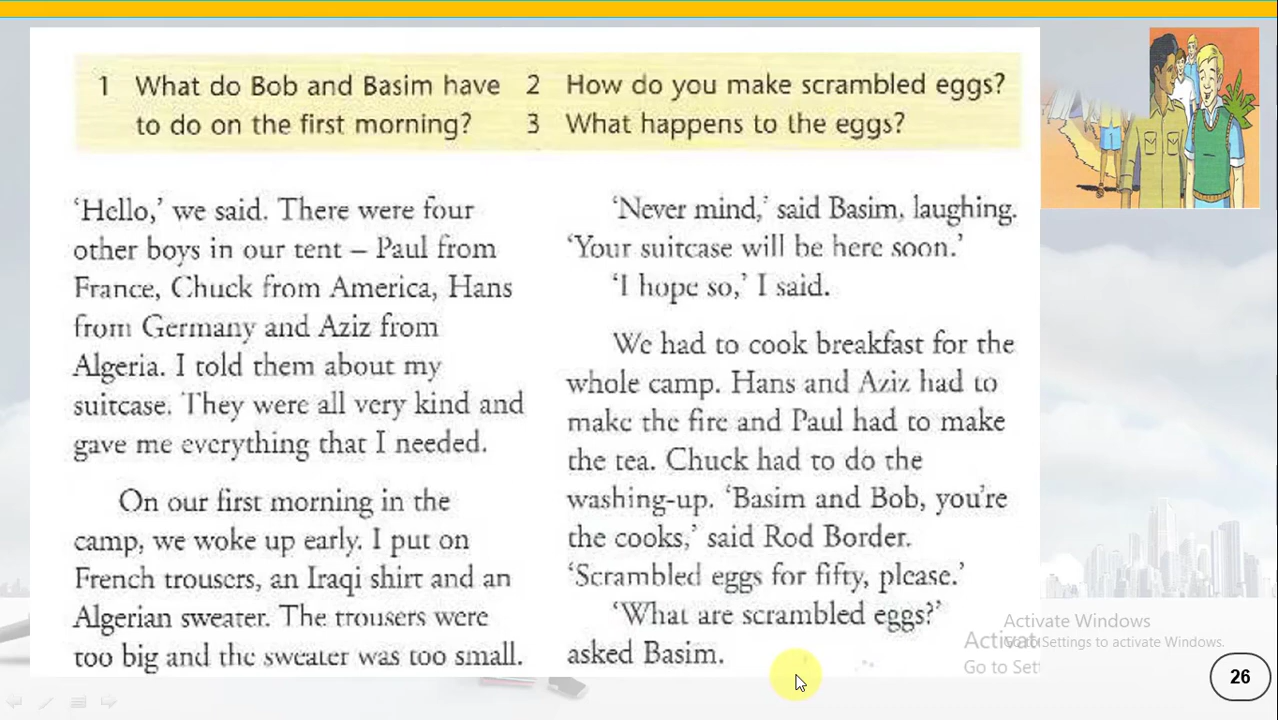 1 What do Bob and Basim have
to do on the first morning?
2 How do you make scrambled eggs?
3 What happens to the eggs?
‘Hello,’ we said. There were four
other boys in our tent – Paul from
France, Chuck from America, Hans
from Germany and Aziz from
Algeria. I told them about my
suitcase. They were all very kind and
gave me everything that I needed.
On our first morning in the
camp, we woke up early. I put on
French trousers, an Iraqi shirt and an
Algerian sweater. The trousers were
too big and the sweater was too small.
‘Never mind,’ said Basim, laughing.
‘Your suitcase will be here soon.’
‘I hope so,’ I said.
We had to cook breakfast for the
whole camp. Hans and Aziz had to
make the fire and Paul had to make
the tea. Chuck had to do the
washing-up. ‘Basim and Bob, you’re
the cooks,’ said Rod Border.
‘Scrambled eggs for fifty, please.’
‘What are scrambled eggs?’
asked Basim.
Activate Windows
Go to Settings to activate Windows.
Activat
Go to Set
26